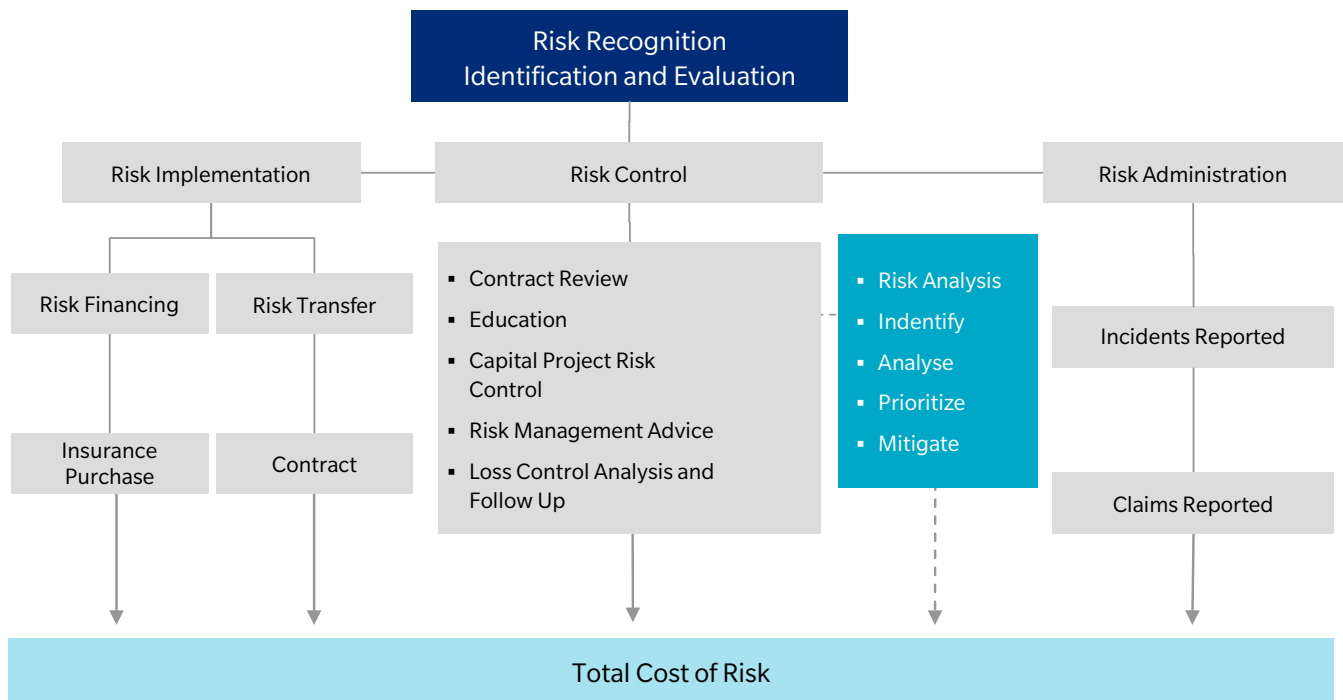 Risk Recognition
Identification and Evaluation
Risk Implementation
Risk Control
Risk Administration
Risk Financing
Risk Transfer
Insurance
Purchase
Contract
▪ Contract Review
▪ Education
▪ Capital Project Risk
Control
▪ Risk Management Advice
▪ Loss Control Analysis and
Follow Up
▪ Risk Analysis
▪ Indentify
▪ Analyse
▪ Prioritize
▪ Mitigate
Incidents Reported
Claims Reported
Total Cost of Risk